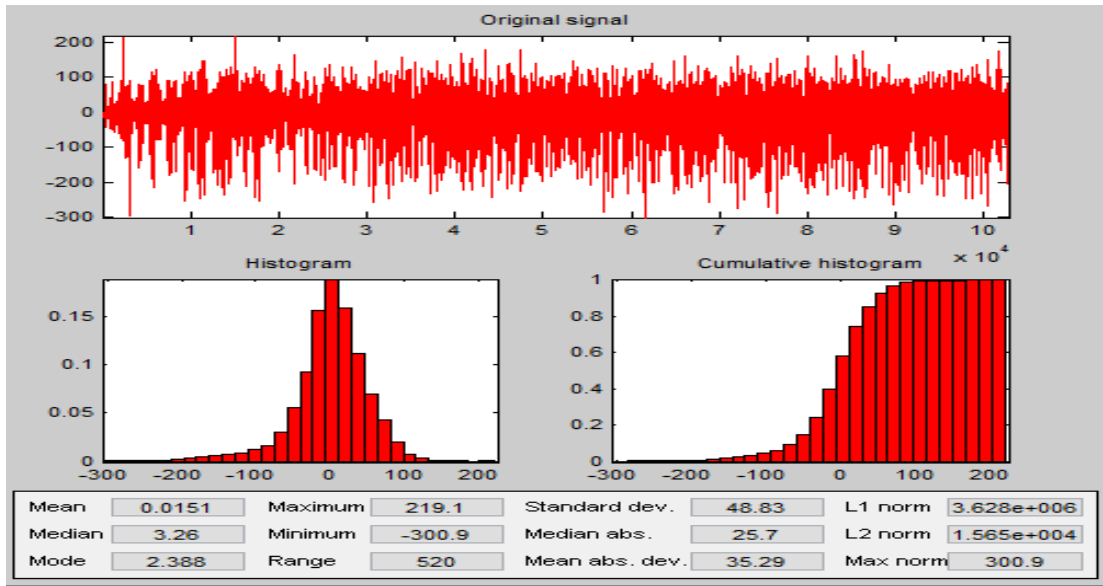 Original signal
200
100
0
-100
-200
-300
1 2 3 4 5 6 7 8 9 10
x 10^4
Histogram
0.15
0.1
0.05
0
-300 -200 -100 0 100 200
Cumulative histogram
1
0.8
0.6
0.4
0.2
0
-300 -200 -100 0 100 200
Mean 0.0151 Maximum 219.1 Standard dev. 48.83 L1 norm 3.628e+006
Median 3.26 Minimum -300.9 Median abs. 25.7 L2 norm 1.565e+004
Mode 2.388 Range 520 Mean abs. dev. 35.29 Max norm 300.9